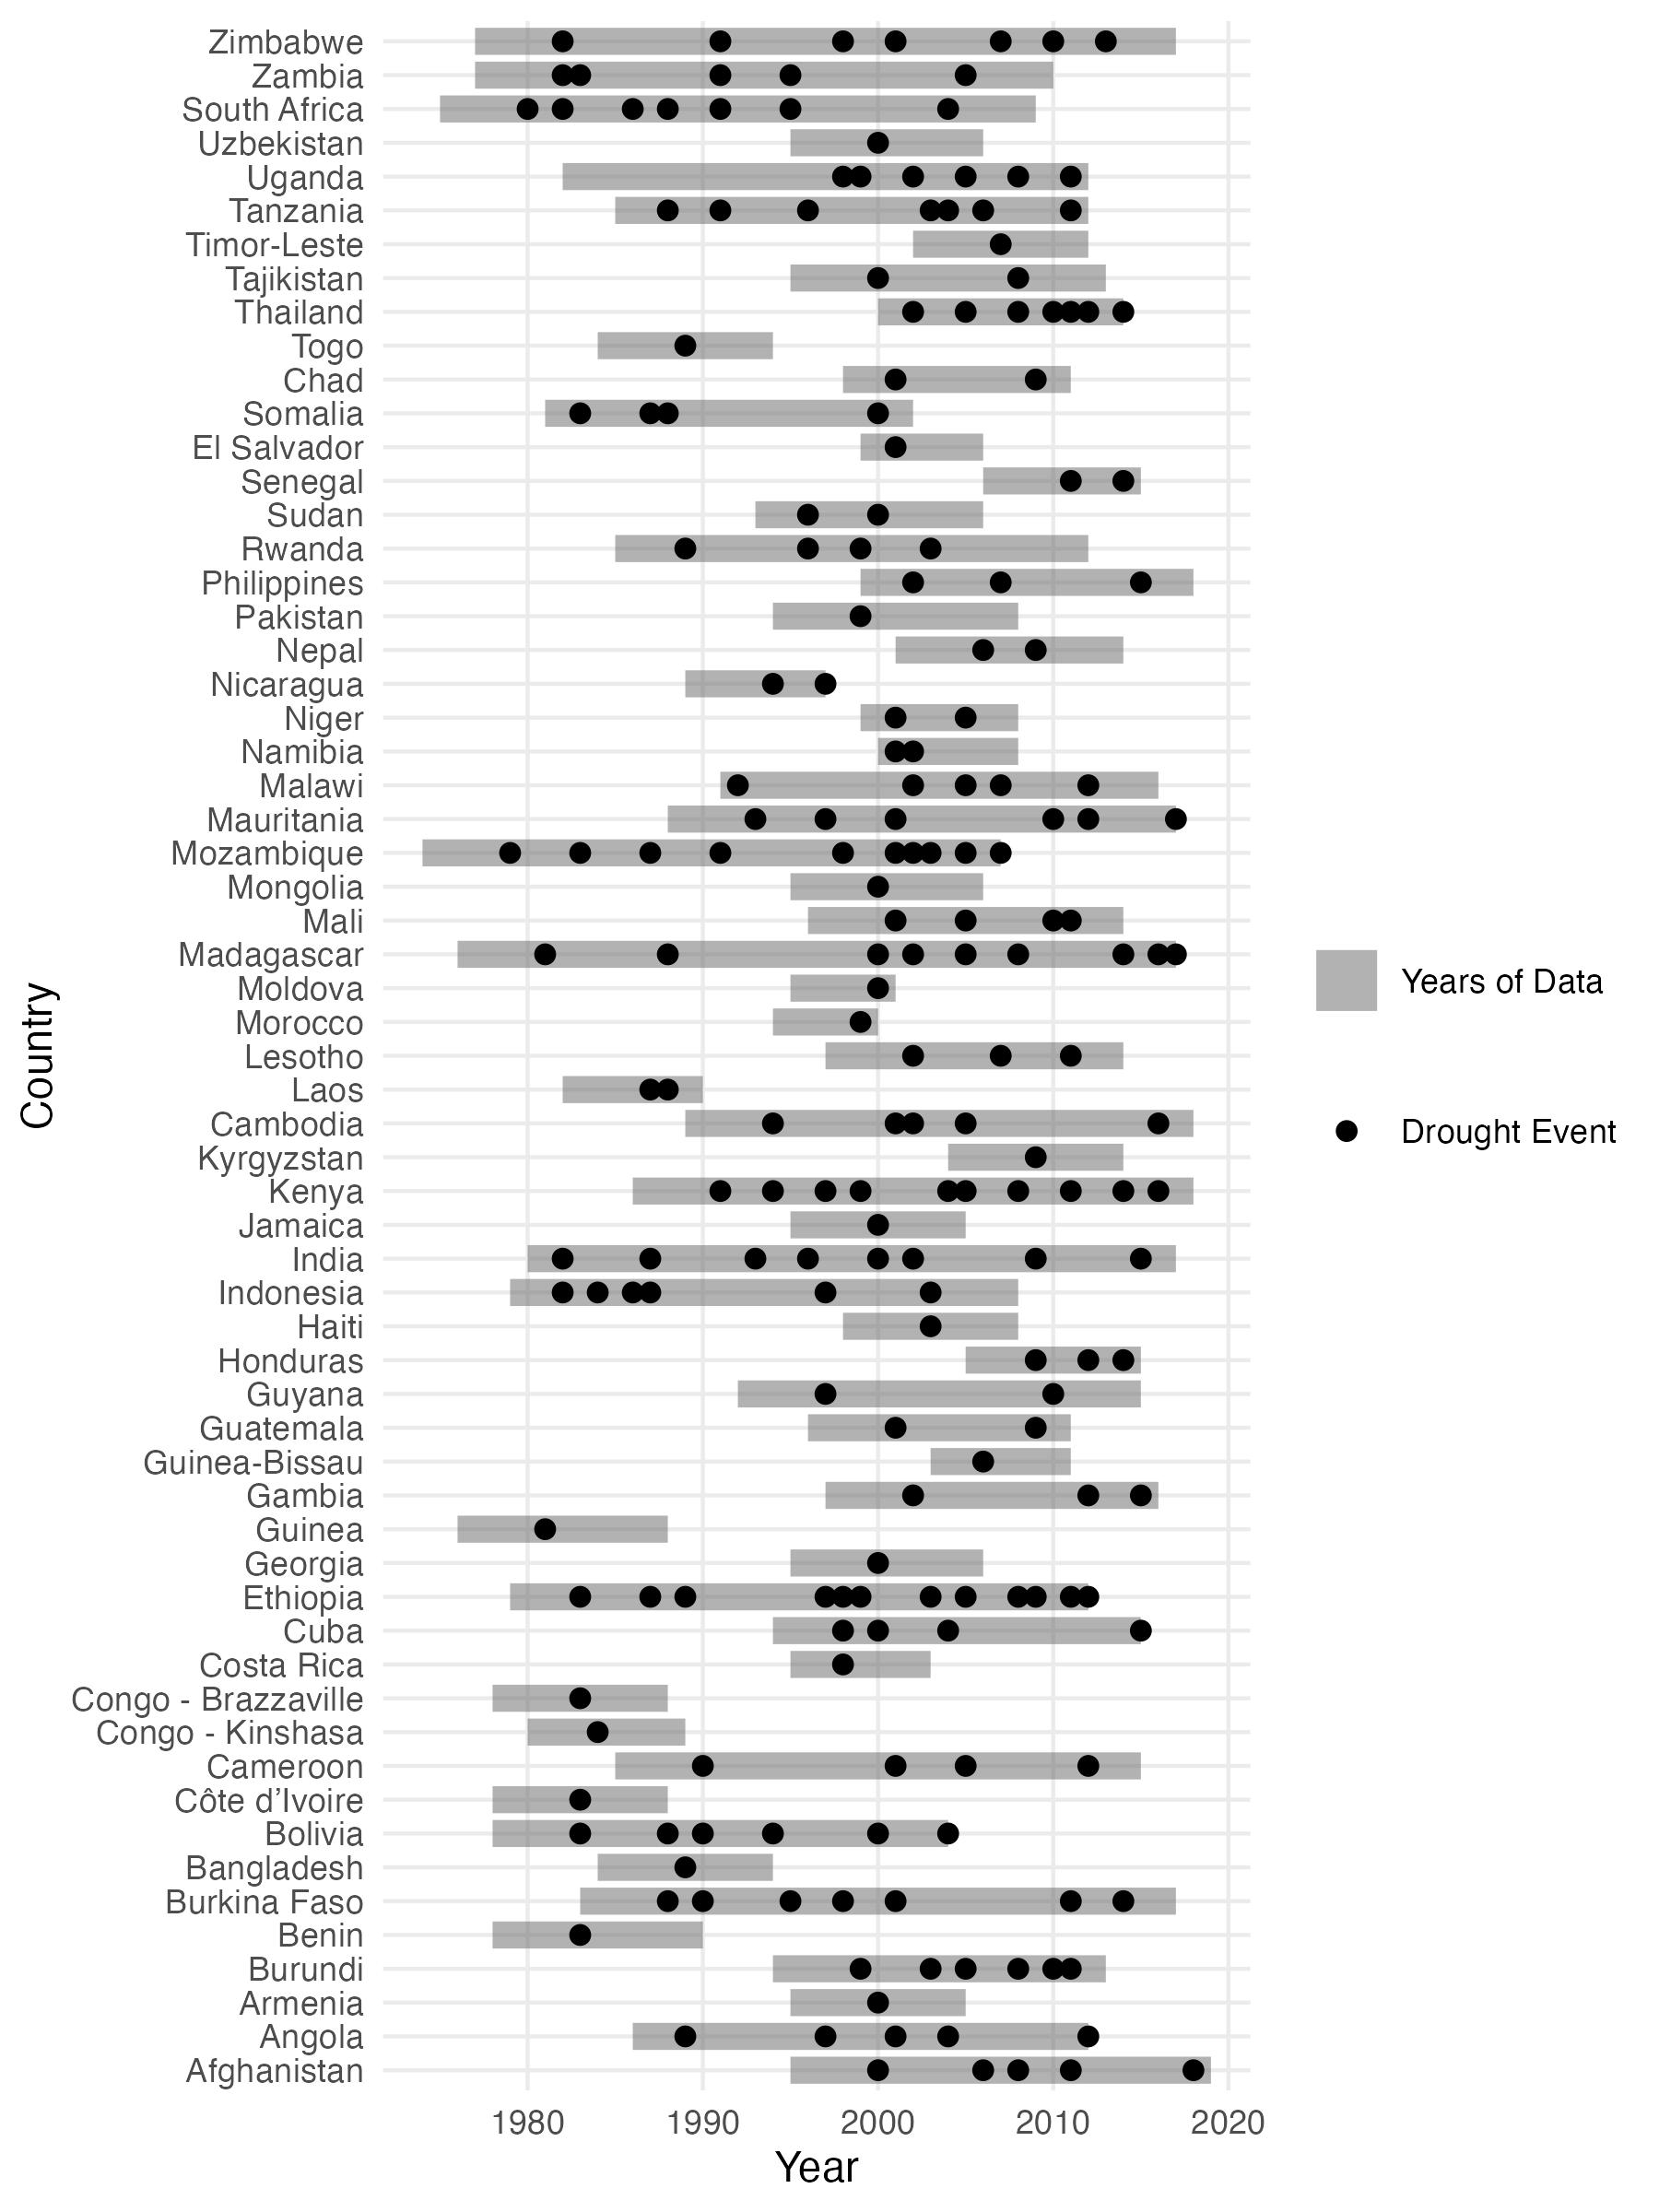 Zimbabwe
Zambia
South Africa
Uzbekistan
Uganda
Tanzania
Timor-Leste
Tajikistan
Thailand
Togo
Chad
Somalia
El Salvador
Senegal
Sudan
Rwanda
Philippines
Pakistan
Nepal
Nicaragua
Niger
Namibia
Malawi
Mauritania
Mozambique
Mongolia
Mali
Madagascar
Moldova
Morocco
Lesotho
Laos
Cambodia
Kyrgyzstan
Kenya
Jamaica
India
Indonesia
Haiti
Honduras
Guyana
Guatemala
Guinea-Bissau
Gambia
Guinea
Georgia
Ethiopia
Cuba
Costa Rica
Congo - Brazzaville
Congo - Kinshasa
Cameroon
Côte d’Ivoire
Bolivia
Bangladesh
Burkina Faso
Benin
Burundi
Armenia
Angola
Afghanistan
Country
1980 1990 2000 2010 2020
Year
Years of Data
Drought Event